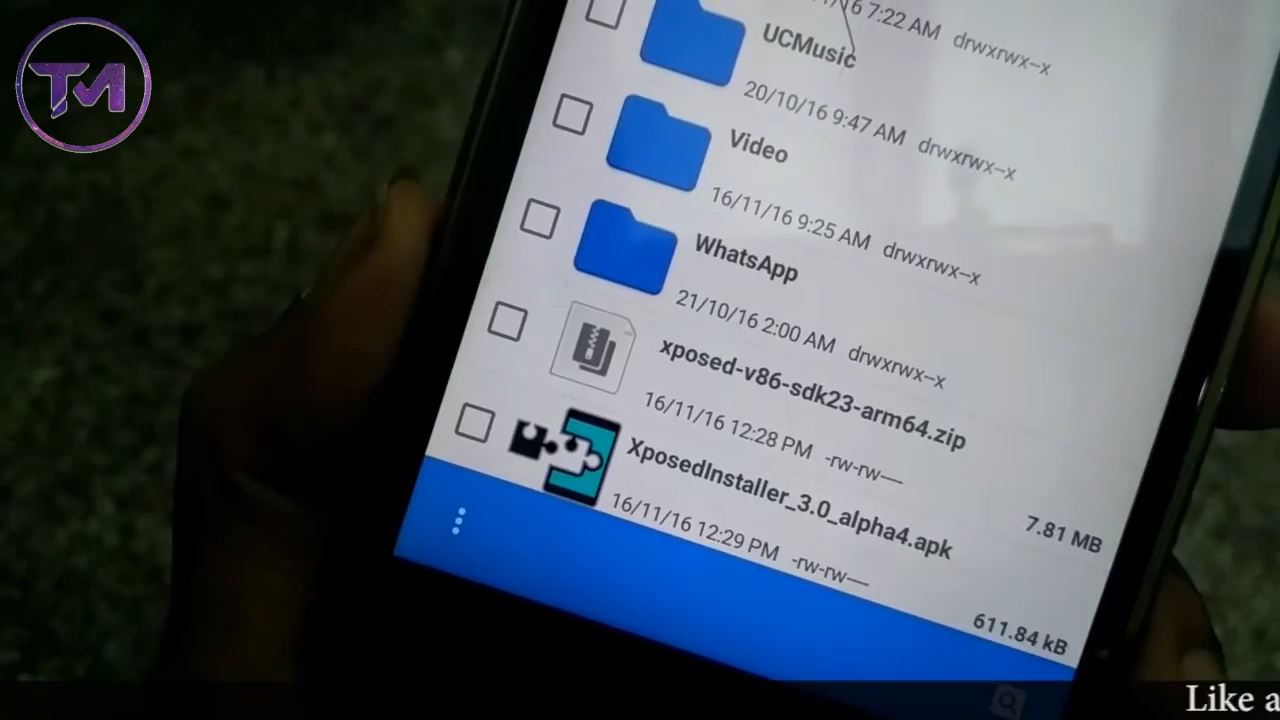 TM
7:22 AM drwxrwx--x
UCMusic
20/10/16 9:47 AM drwxrwx--x
Video
16/11/16 9:25 AM drwxrwx--x
WhatsApp
21/10/16 2:00 AM drwxrwx--x
xposed-v86-sdk23-arm64.zip
16/11/16 12:28 PM -rw-rw----
7.81 MB
XposedInstaller_3.0_alpha4.apk
16/11/16 12:29 PM -rw-rw----
611.84 kB
Like a